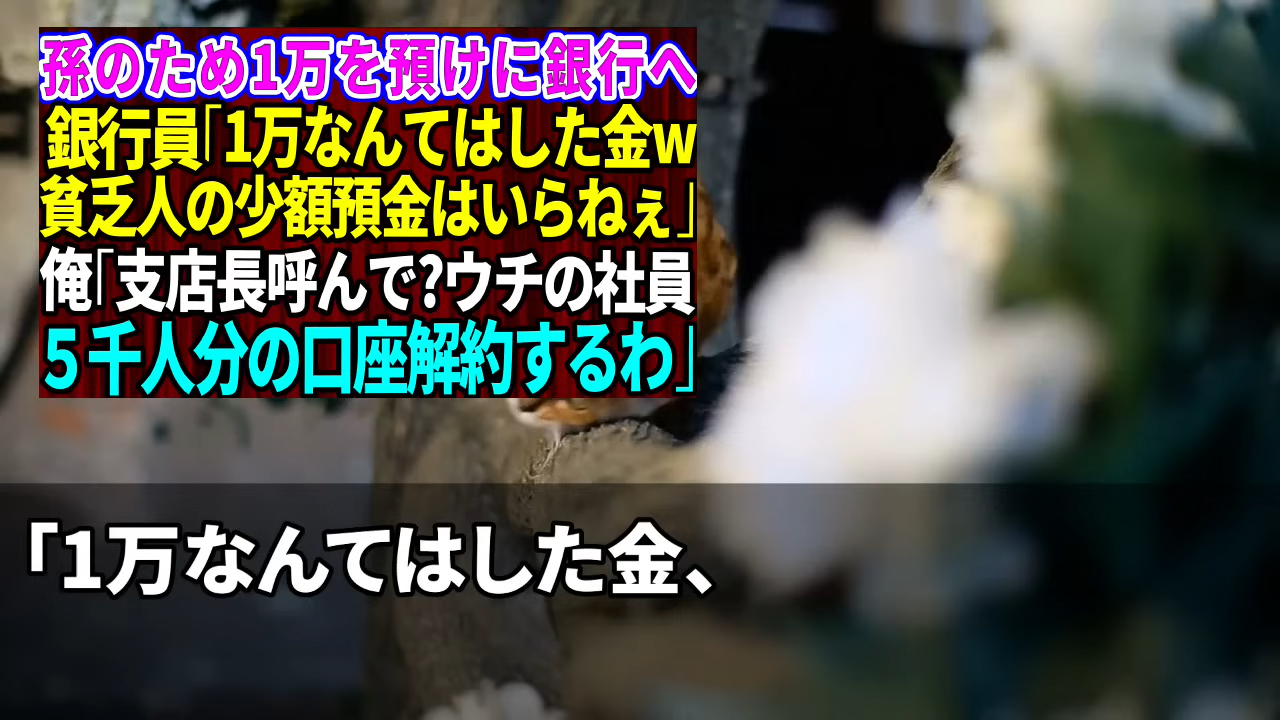 孫のため1万を預けに銀行へ
銀行員「1万なんてはした金w
貧乏人の少額預金はいらねぇ」
俺「支店長呼んで?ウチの社員
５千人分の口座解約するわ」
「1万なんてはした金、